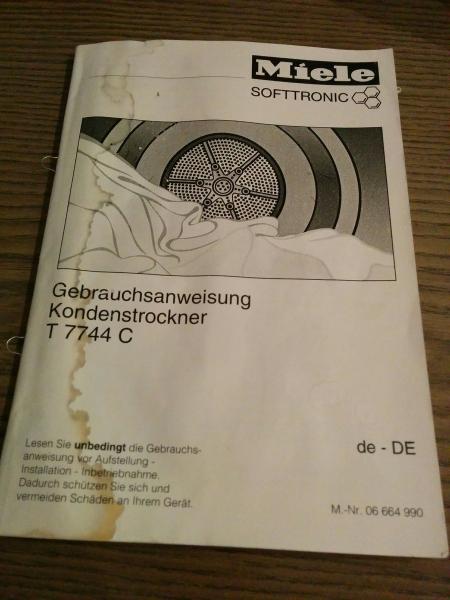 Miele
SOFTTRONIC
Gebrauchsanweisung
Kondenstrockner
T 7744 C
Lesen Sie unbedingt die Gebrauchs-
anweisung vor Aufstellung -
Installation - Inbetriebnahme.
Dadurch schützen Sie sich und
vermeiden Schäden an Ihrem Gerät.
de - DE
M.-Nr. 06 664 990